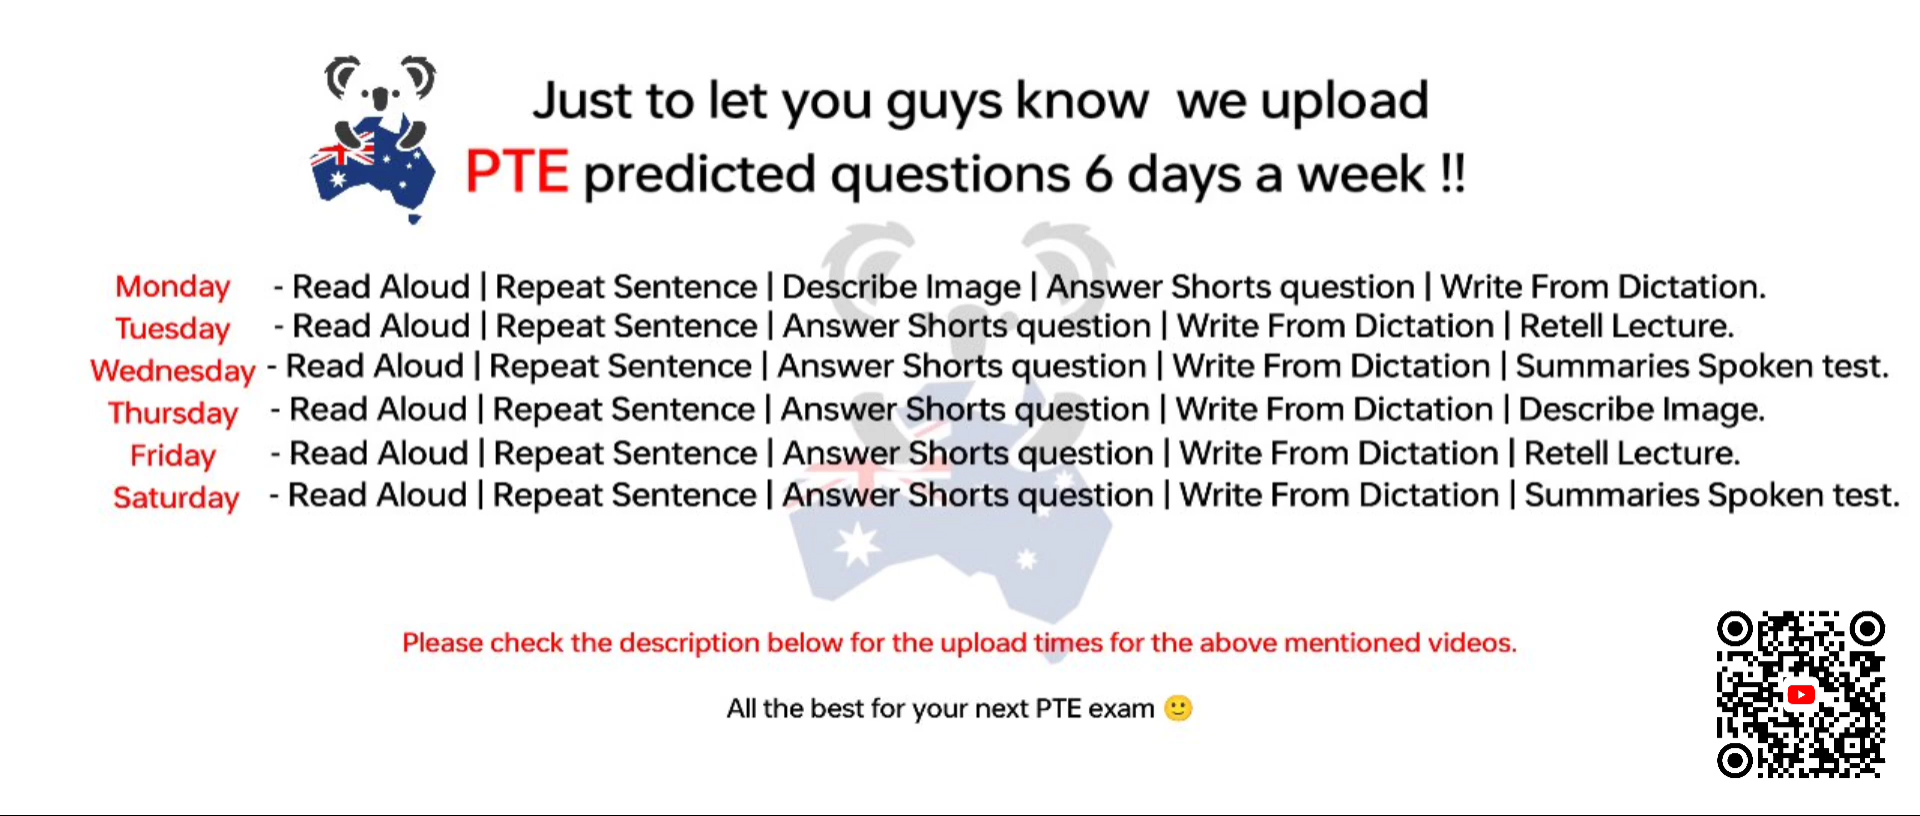 Just to let you guys know we upload
PTE predicted questions 6 days a week !!
Monday - Read Aloud | Repeat Sentence | Describe Image | Answer Shorts question | Write From Dictation.
Tuesday - Read Aloud | Repeat Sentence | Answer Shorts question | Write From Dictation | Retell Lecture.
Wednesday - Read Aloud | Repeat Sentence | Answer Shorts question | Write From Dictation | Summaries Spoken test.
Thursday - Read Aloud | Repeat Sentence | Answer Shorts question | Write From Dictation | Describe Image.
Friday - Read Aloud | Repeat Sentence | Answer Shorts question | Write From Dictation | Retell Lecture.
Saturday - Read Aloud | Repeat Sentence | Answer Shorts question | Write From Dictation | Summaries Spoken test.
Please check the description below for the upload times for the above mentioned videos.
All the best for your next PTE exam 🙂